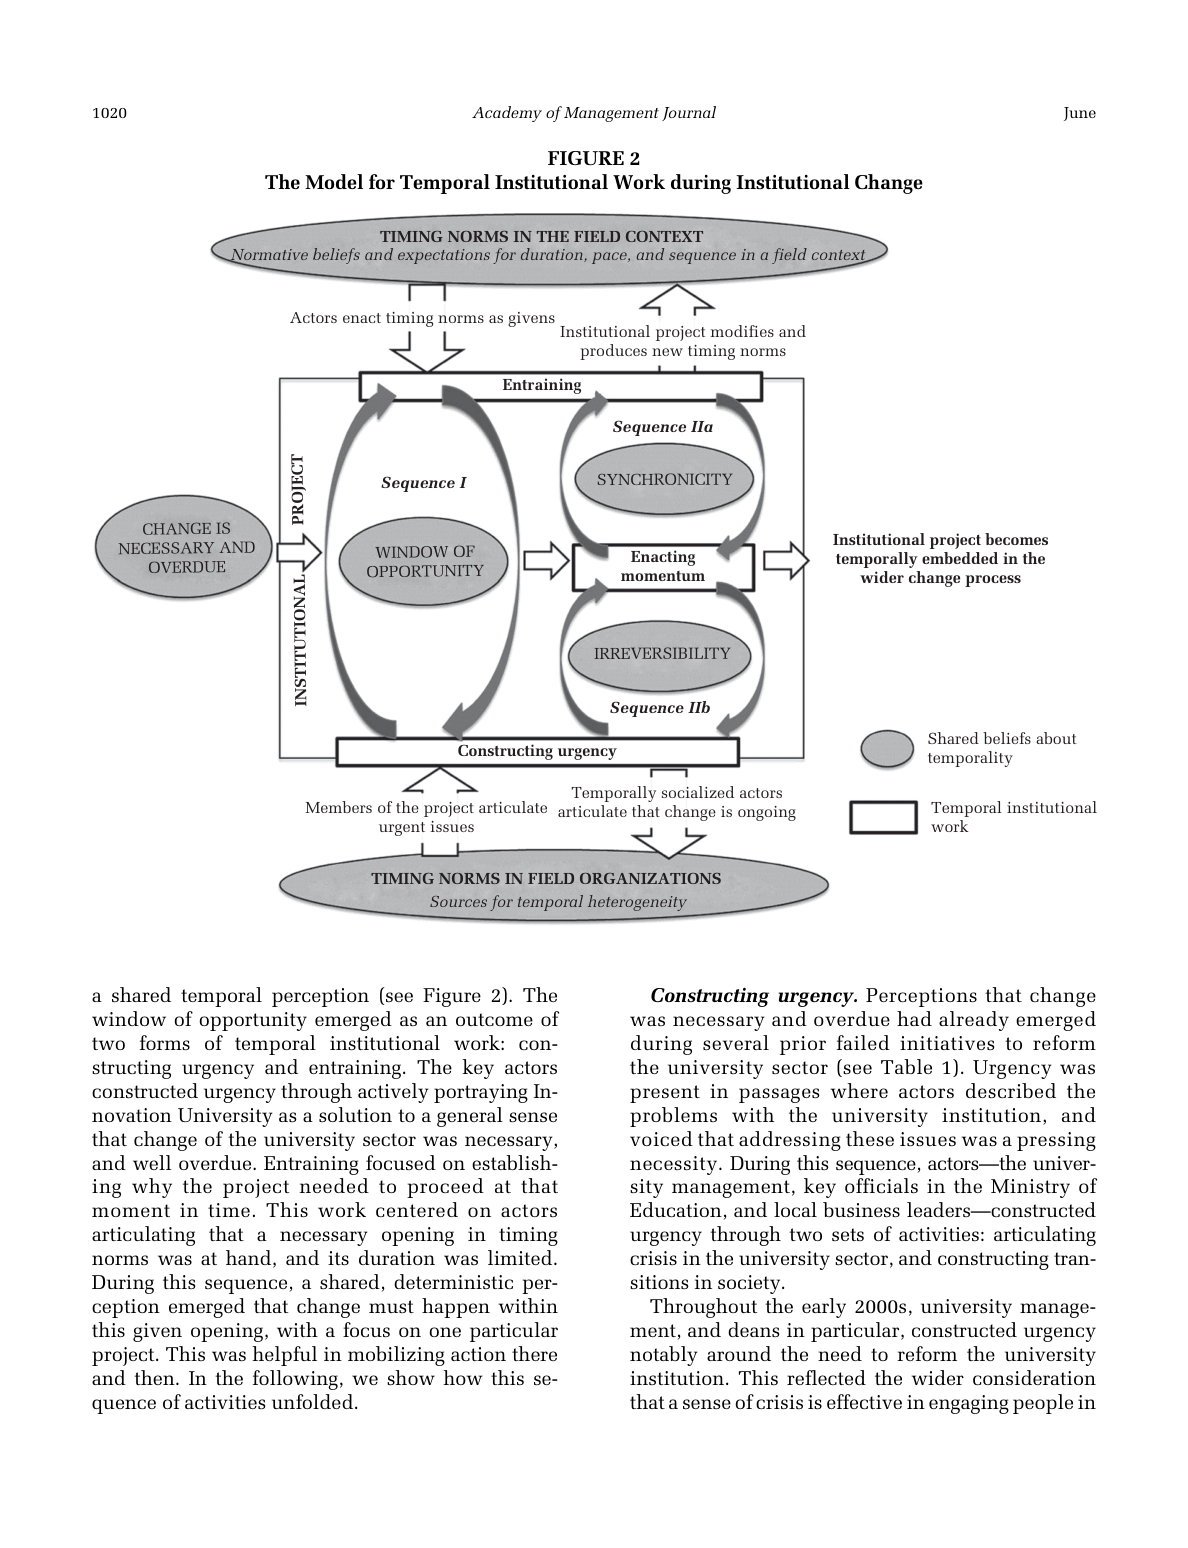 1020
Academy of Management Journal
June
FIGURE 2
The Model for Temporal Institutional Work during Institutional Change
TIMING NORMS IN THE FIELD CONTEXT
Normative beliefs and expectations for duration, pace, and sequence in a field context
Actors enact timing norms as givens
Institutional project modifies and
produces new timing norms
Entraining
Sequence IIa
SYNCHRONICITY
Sequence I
INSTITUTIONAL PROJECT
CHANGE IS
NECESSARY AND
OVERDUE
WINDOW OF
OPPORTUNITY
Enacting
momentum
Institutional project becomes
temporally embedded in the
wider change process
IRREVERSIBILITY
Sequence IIb
Constructing urgency
Shared beliefs about
temporality
Members of the project articulate
urgent issues
Temporally socialized actors
articulate that change is ongoing
Temporal institutional
work
TIMING NORMS IN FIELD ORGANIZATIONS
Sources for temporal heterogeneity
a shared temporal perception (see Figure 2). The
window of opportunity emerged as an outcome of
two forms of temporal institutional work: con-
structing urgency and entraining. The key actors
constructed urgency through actively portraying In-
novation University as a solution to a general sense
that change of the university sector was necessary,
and well overdue. Entraining focused on establish-
ing why the project needed to proceed at that
moment in time. This work centered on actors
articulating that a necessary opening in timing
norms was at hand, and its duration was limited.
During this sequence, a shared, deterministic per-
ception emerged that change must happen within
this given opening, with a focus on one particular
project. This was helpful in mobilizing action there
and then. In the following, we show how this se-
quence of activities unfolded.
Constructing urgency. Perceptions that change
was necessary and overdue had already emerged
during several prior failed initiatives to reform
the university sector (see Table 1). Urgency was
present in passages where actors described the
problems with the university institution, and
voiced that addressing these issues was a pressing
necessity. During this sequence, actors—the univer-
sity management, key officials in the Ministry of
Education, and local business leaders—constructed
urgency through two sets of activities: articulating
crisis in the university sector, and constructing tran-
sitions in society.
Throughout the early 2000s, university manage-
ment, and deans in particular, constructed urgency
notably around the need to reform the university
institution. This reflected the wider consideration
that a sense of crisis is effective in engaging people in